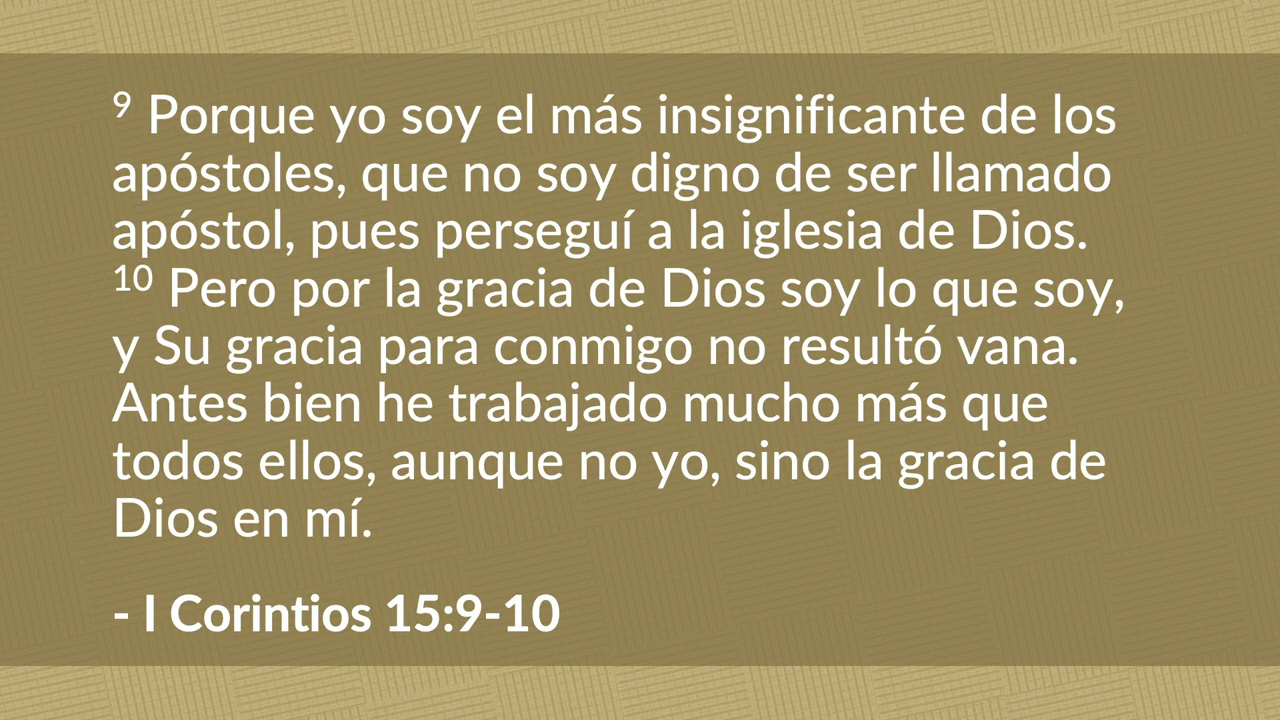 9 Porque yo soy el más insignificante de los
apóstoles, que no soy digno de ser llamado
apóstol, pues perseguí a la iglesia de Dios.
10 Pero por la gracia de Dios soy lo que soy,
y Su gracia para conmigo no resultó vana.
Antes bien he trabajado mucho más que
todos ellos, aunque no yo, sino la gracia de
Dios en mí.
- I Corintios 15:9-10